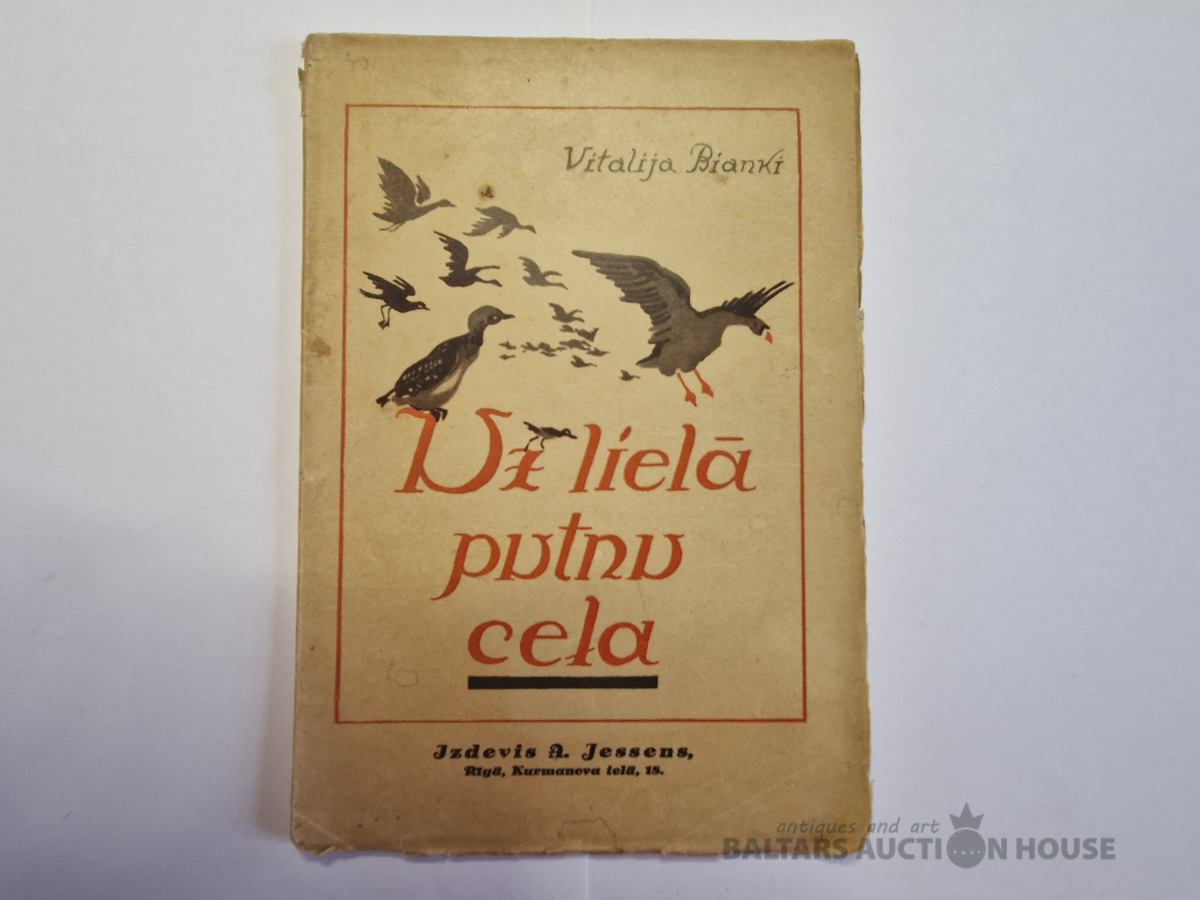 Vitalija Bianki
Uz lielā
putnu
ceļa
Izdevis A. Jessens,
Rīgā, Kurmanova ielā, 18.
antiques and art
BALTARS AUCTION HOUSE